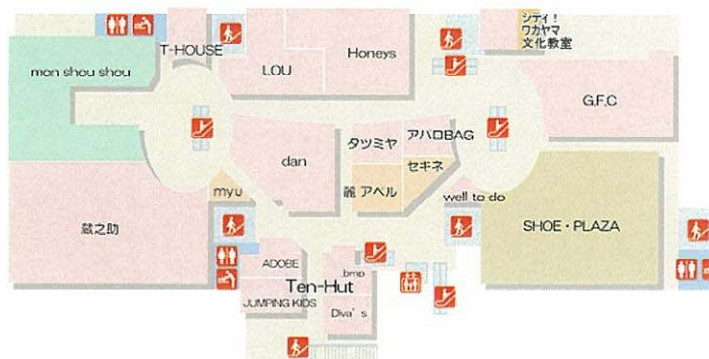 シティ！
ワカヤマ
文化教室
T-HOUSE
Honeys
mon shou shou
LOU
G.F.C
タツミヤ
アパロBAG
dan
セキネ
麗 アベル
myu
well to do
蔵之助
SHOE・PLAZA
ADOBE
.bmp
Ten-Hut
JUMPING KIDS
Diva's